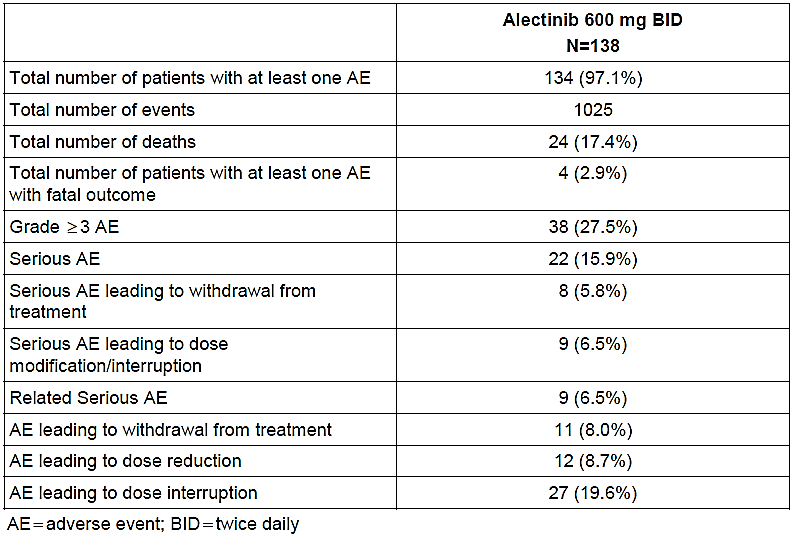 Alectinib 600 mg BID
N=138
Total number of patients with at least one AE 134 (97.1%)
Total number of events 1025
Total number of deaths 24 (17.4%)
Total number of patients with at least one AE
with fatal outcome 4 (2.9%)
Grade ≥3 AE 38 (27.5%)
Serious AE 22 (15.9%)
Serious AE leading to withdrawal from
treatment 8 (5.8%)
Serious AE leading to dose
modification/interruption 9 (6.5%)
Related Serious AE 9 (6.5%)
AE leading to withdrawal from treatment 11 (8.0%)
AE leading to dose reduction 12 (8.7%)
AE leading to dose interruption 27 (19.6%)
AE=adverse event; BID=twice daily